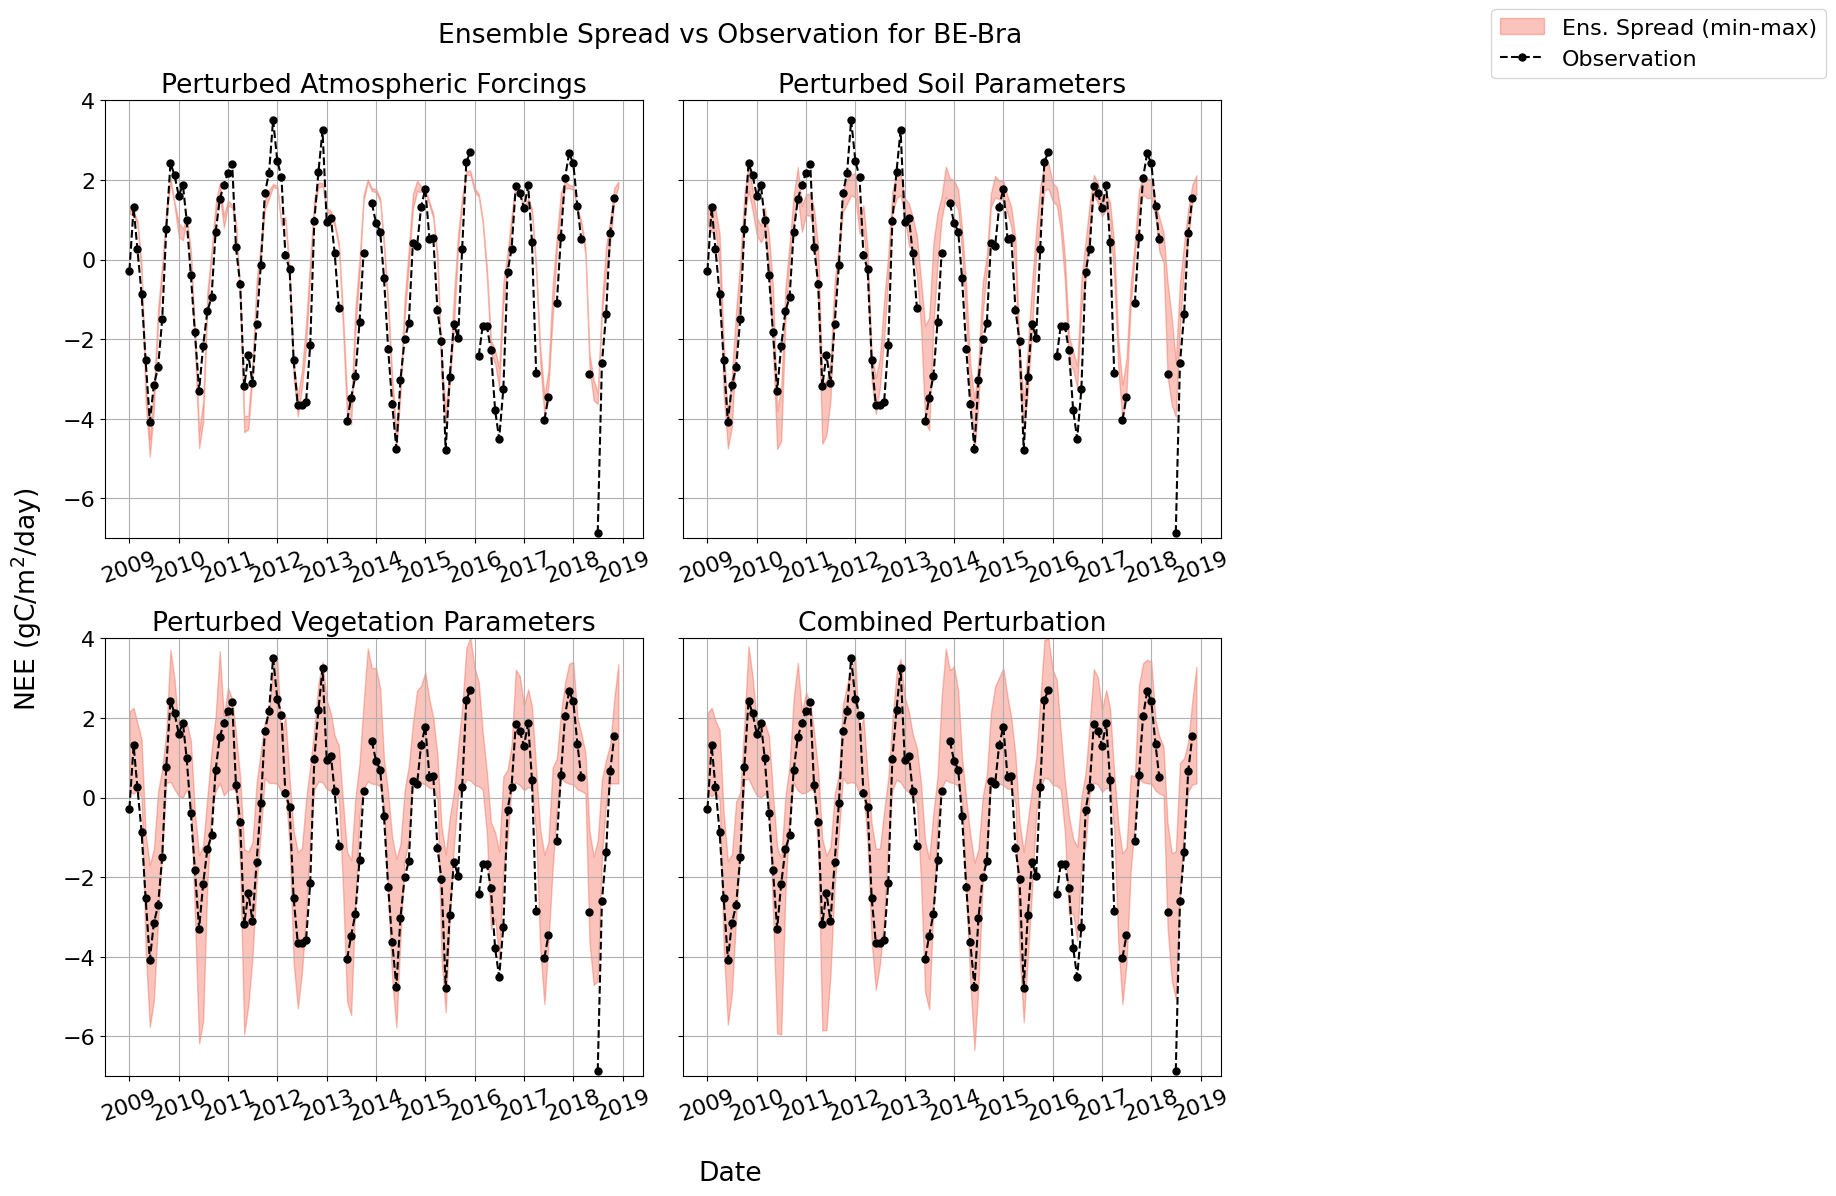 Ensemble Spread vs Observation for BE-Bra
Ens. Spread (min-max)
Observation
Perturbed Atmospheric Forcings
4
2
0
−2
−4
−6
2009 2010 2011 2012 2013 2014 2015 2016 2017 2018 2019
Perturbed Soil Parameters
2009 2010 2011 2012 2013 2014 2015 2016 2017 2018 2019
NEE (gC/m²/day)
Perturbed Vegetation Parameters
4
2
0
−2
−4
−6
2009 2010 2011 2012 2013 2014 2015 2016 2017 2018 2019
Combined Perturbation
2009 2010 2011 2012 2013 2014 2015 2016 2017 2018 2019
Date